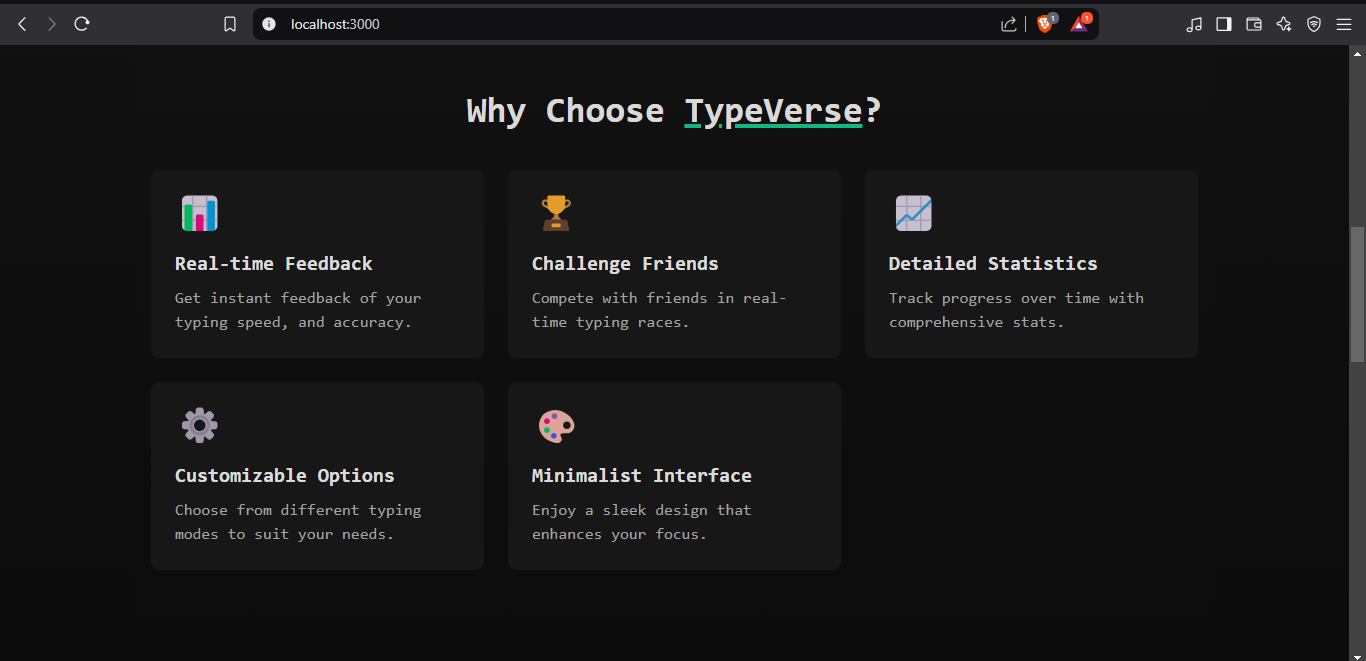 localhost:3000
1
1
Why Choose TypeVerse?
Real-time Feedback
Get instant feedback of your
typing speed, and accuracy.
Challenge Friends
Compete with friends in real-
time typing races.
Detailed Statistics
Track progress over time with
comprehensive stats.
Customizable Options
Choose from different typing
modes to suit your needs.
Minimalist Interface
Enjoy a sleek design that
enhances your focus.